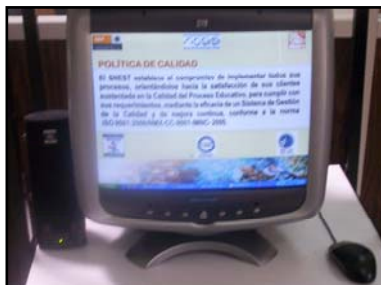 POLÍTICA DE CALIDAD
El SNEST establece el compromiso de implementar todos sus
procesos, orientándolos hacia la satisfacción de sus clientes
sustentada en la Calidad del Proceso Educativo, para cumplir con
sus requerimientos, mediante la eficacia de un Sistema de Gestión
de la Calidad y de mejora continua, conforme a la norma
ISO 9001:2008/NMX-CC-9001-IMNC-2008.